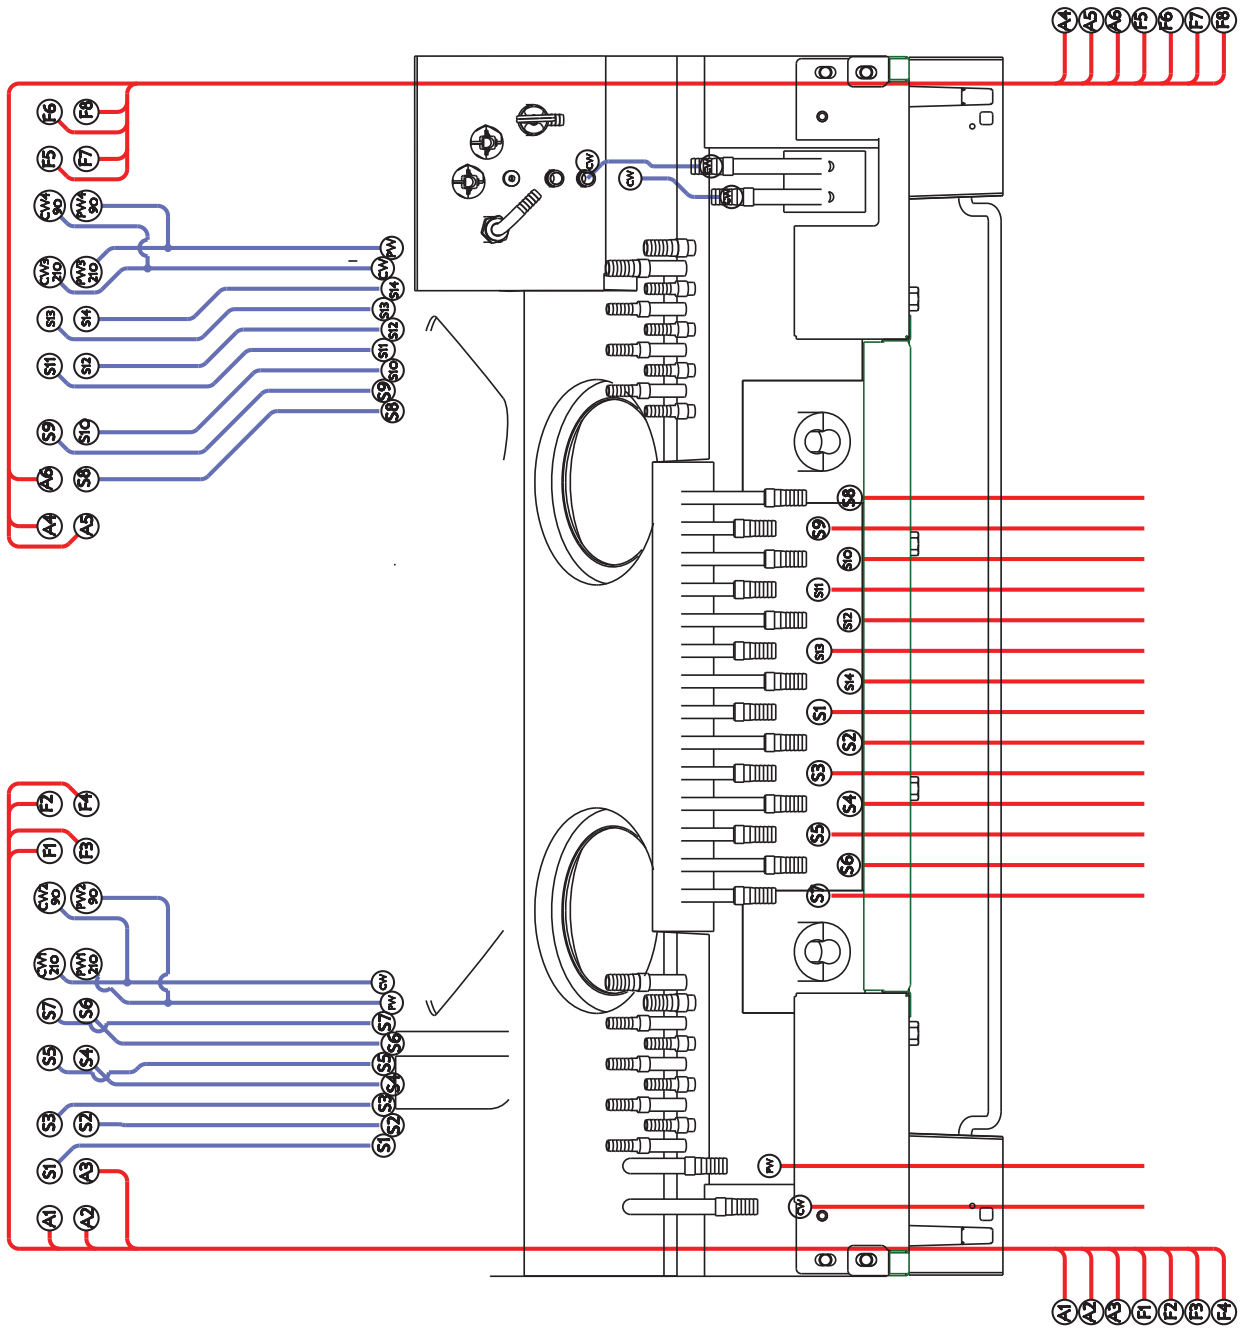 A4 A5 A6 F5 F6 F7 F8
F6 F8
F5 F7
CW4 90 PW4 90
CW3 210 PW3 210
S13 S14
S11 S12
S9 S10
A6 S8
A4 A5
PW
CW
S14
S13
S12
S11
S10
S9
S8
CW CW
CW CW
S8
S9
S10
S11
S12
S13
S14
S1
S2
S3
S4
S5
S6
S7
F2 F4
F1 F3
CW2 90 PW2 90
CW1 210 PW1 210
S7 S6
S5 S4
S3 S2
S1 A3
A1 A2
CW
PW
S7
S6
S5
S4
S3
S2
S1
PW
CW
A1 A2 A3 F1 F2 F3 F4